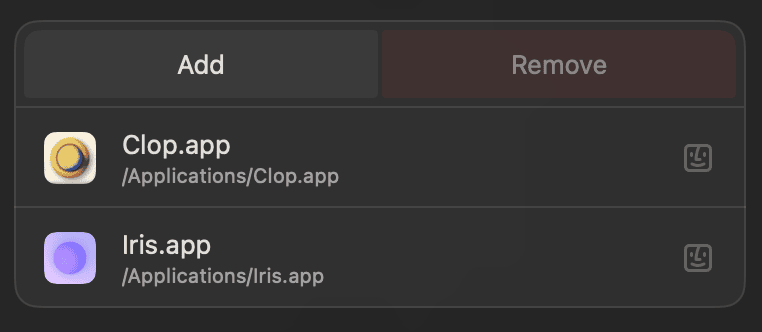 Add
Remove
Clop.app
/Applications/Clop.app
Iris.app
/Applications/Iris.app